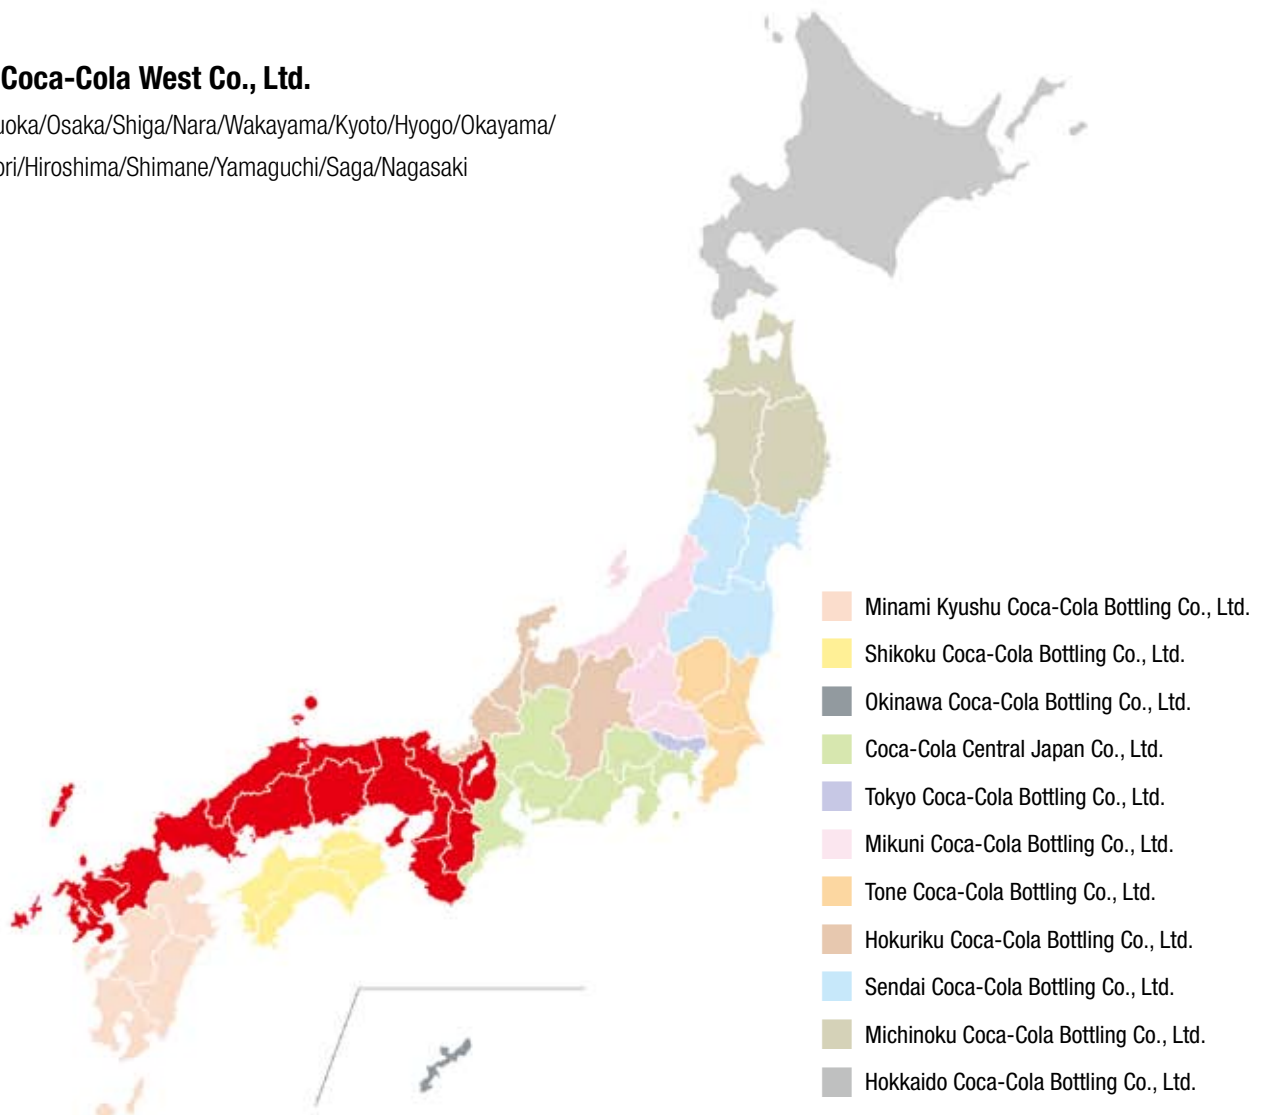 Coca-Cola West Co., Ltd.
uoka/Osaka/Shiga/Nara/Wakayama/Kyoto/Hyogo/Okayama/
ori/Hiroshima/Shimane/Yamaguchi/Saga/Nagasaki
Minami Kyushu Coca-Cola Bottling Co., Ltd.
Shikoku Coca-Cola Bottling Co., Ltd.
Okinawa Coca-Cola Bottling Co., Ltd.
Coca-Cola Central Japan Co., Ltd.
Tokyo Coca-Cola Bottling Co., Ltd.
Mikuni Coca-Cola Bottling Co., Ltd.
Tone Coca-Cola Bottling Co., Ltd.
Hokuriku Coca-Cola Bottling Co., Ltd.
Sendai Coca-Cola Bottling Co., Ltd.
Michinoku Coca-Cola Bottling Co., Ltd.
Hokkaido Coca-Cola Bottling Co., Ltd.